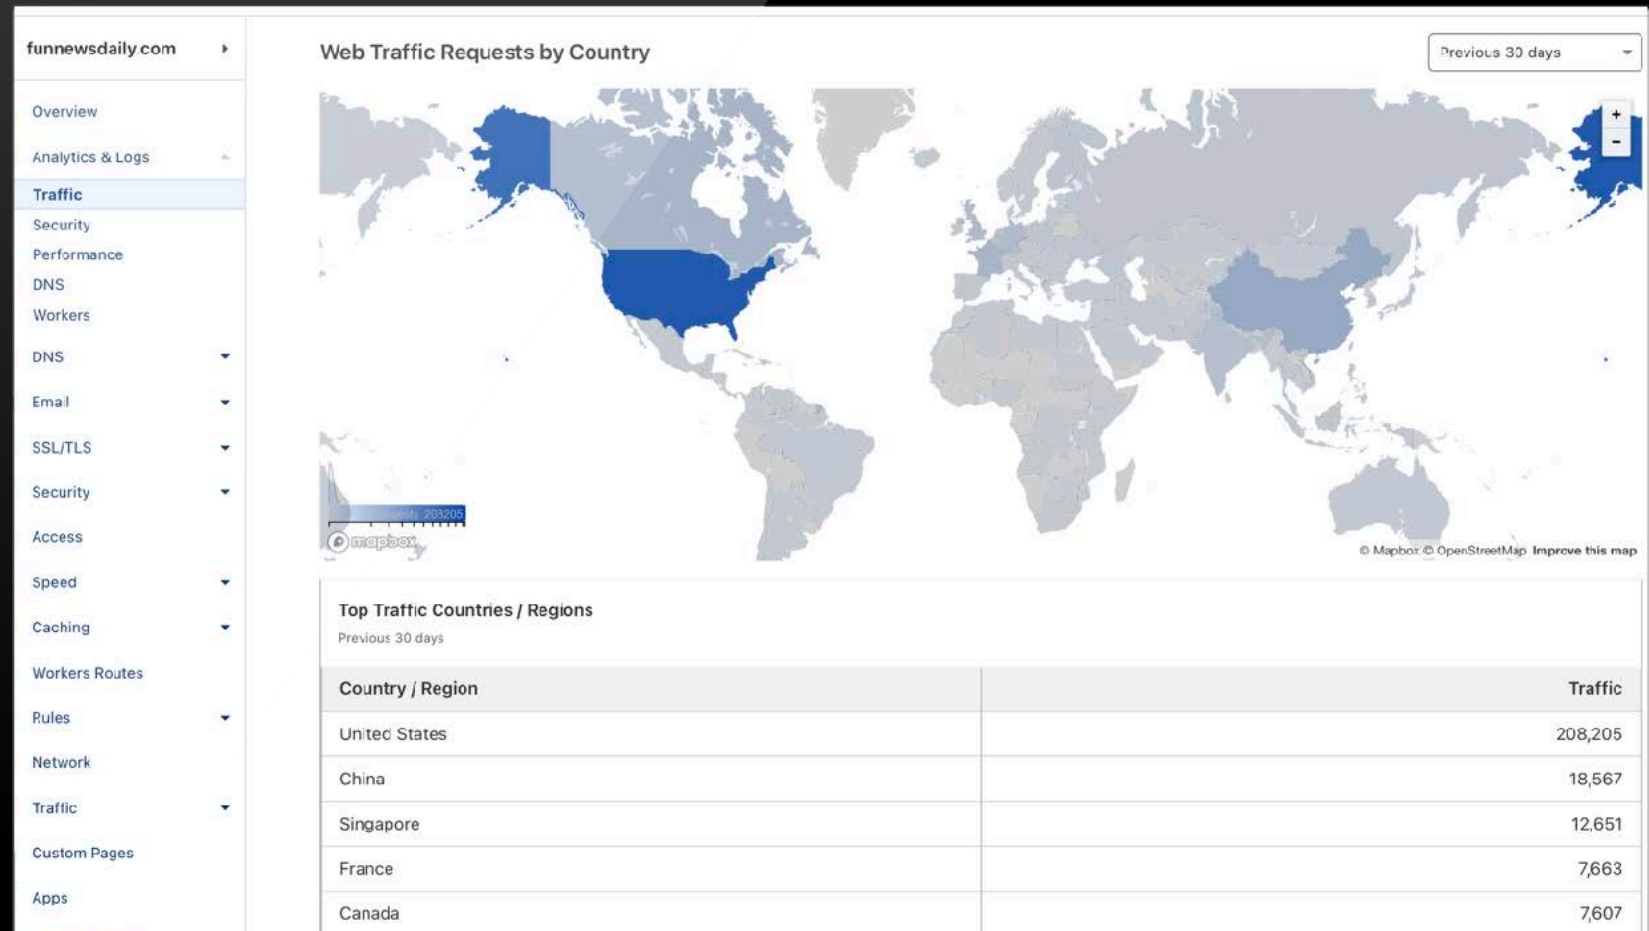 funnewsdaily.com
Overview
Analytics & Logs
Traffic
Security
Performance
DNS
Workers
DNS
Email
SSL/TLS
Security
Access
Speed
Caching
Workers Routes
Rules
Network
Traffic
Custom Pages
Apps
Web Traffic Requests by Country
Previous 30 days
+
-
203205
mapbox
© Mapbox © OpenStreetMap Improve this map
Top Traffic Countries / Regions
Previous 30 days
Country / Region Traffic
United States 208,205
China 18,567
Singapore 12,651
France 7,663
Canada 7,607